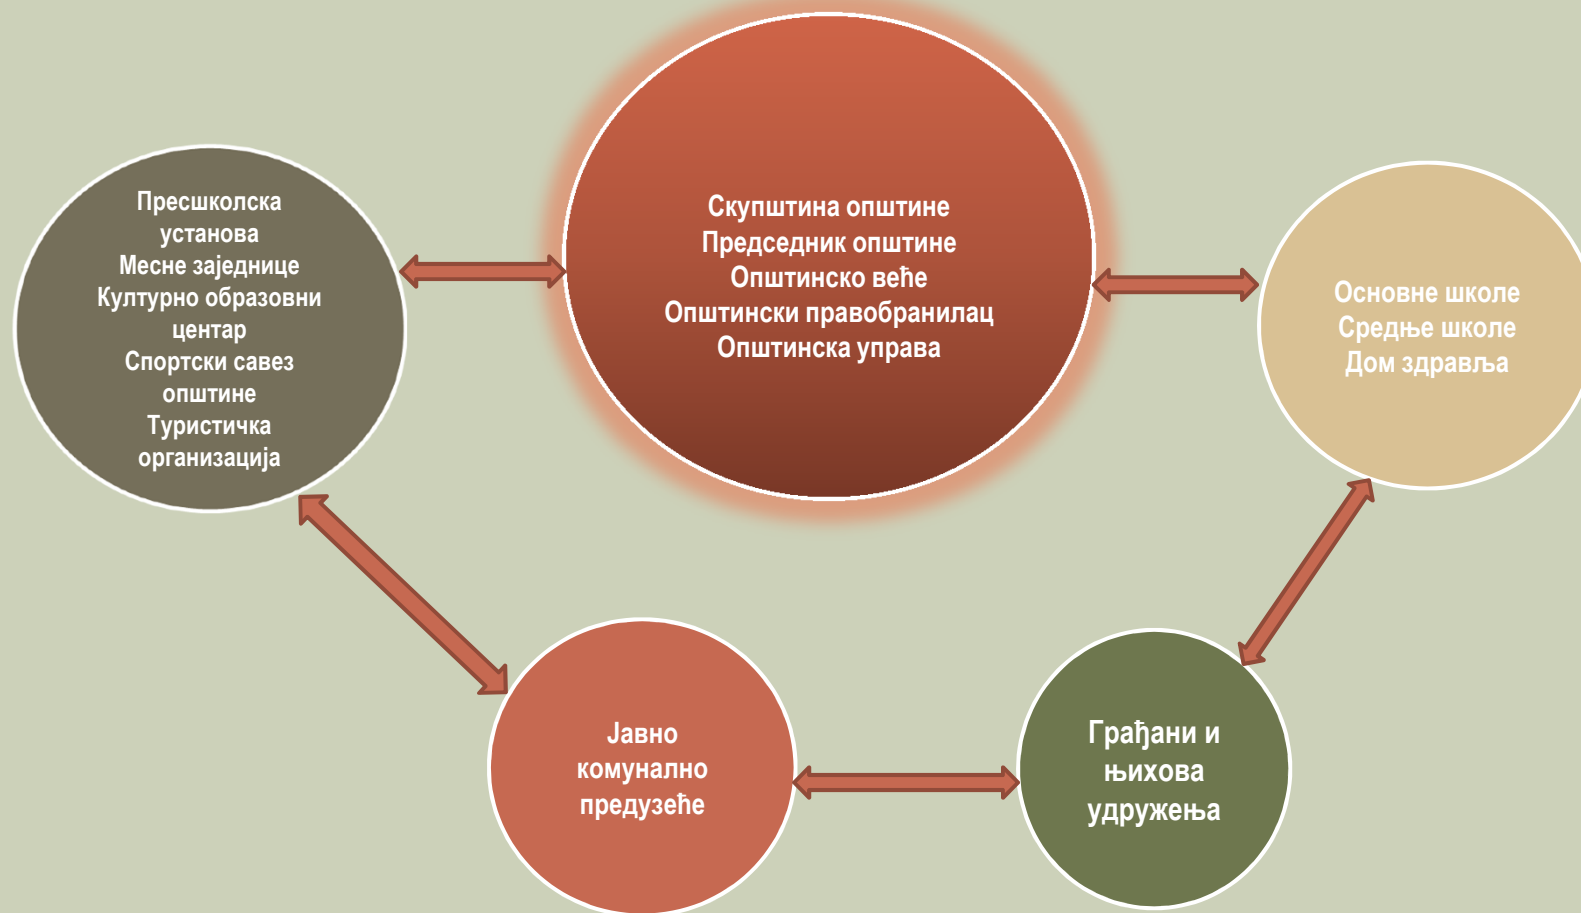 Пресшколска
установа
Месне заједнице
Културно образовни
центар
Спортски савез
општине
Туристичка
организација
Скупштина општине
Председник општине
Општинско веће
Општински правобранилац
Општинска управа
Основне школе
Средње школе
Дом здравља
Јавно
комунално
предузеће
Грађани и
њихова
удружења